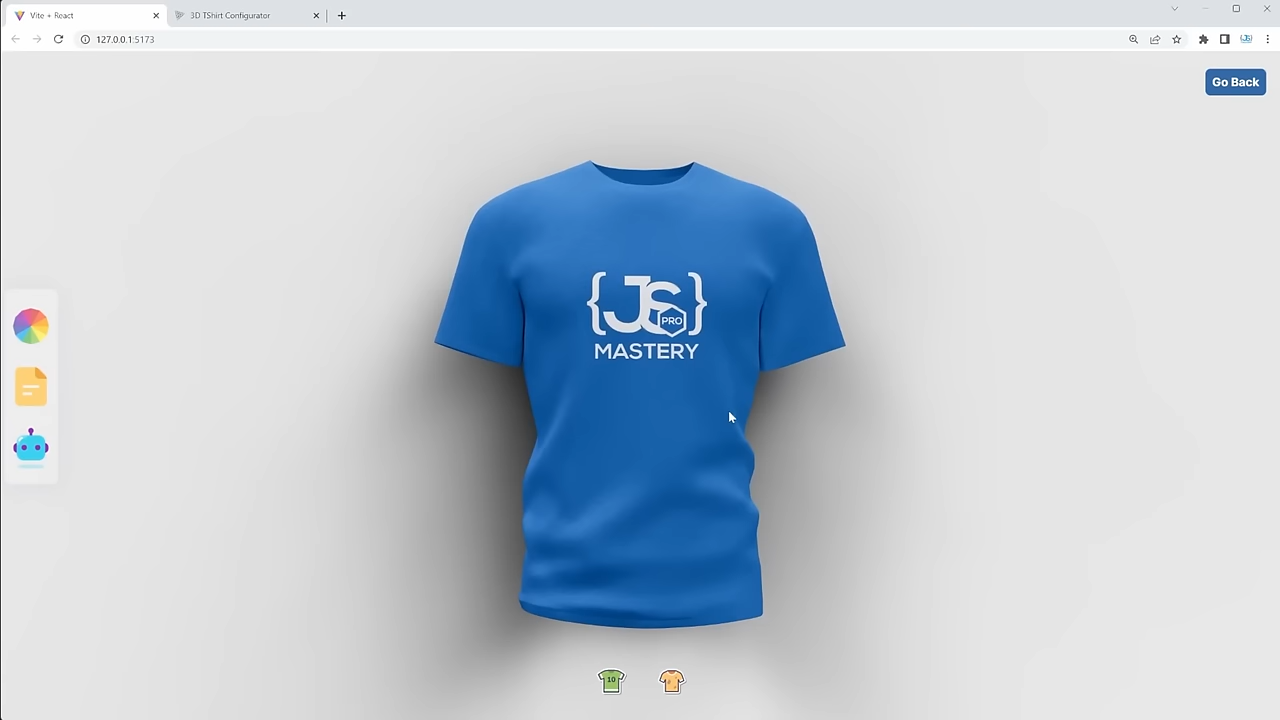 Vite + React
3D TShirt Configurator
127.0.0.1:5173
Go Back
{JS}
PRO
MASTERY
10